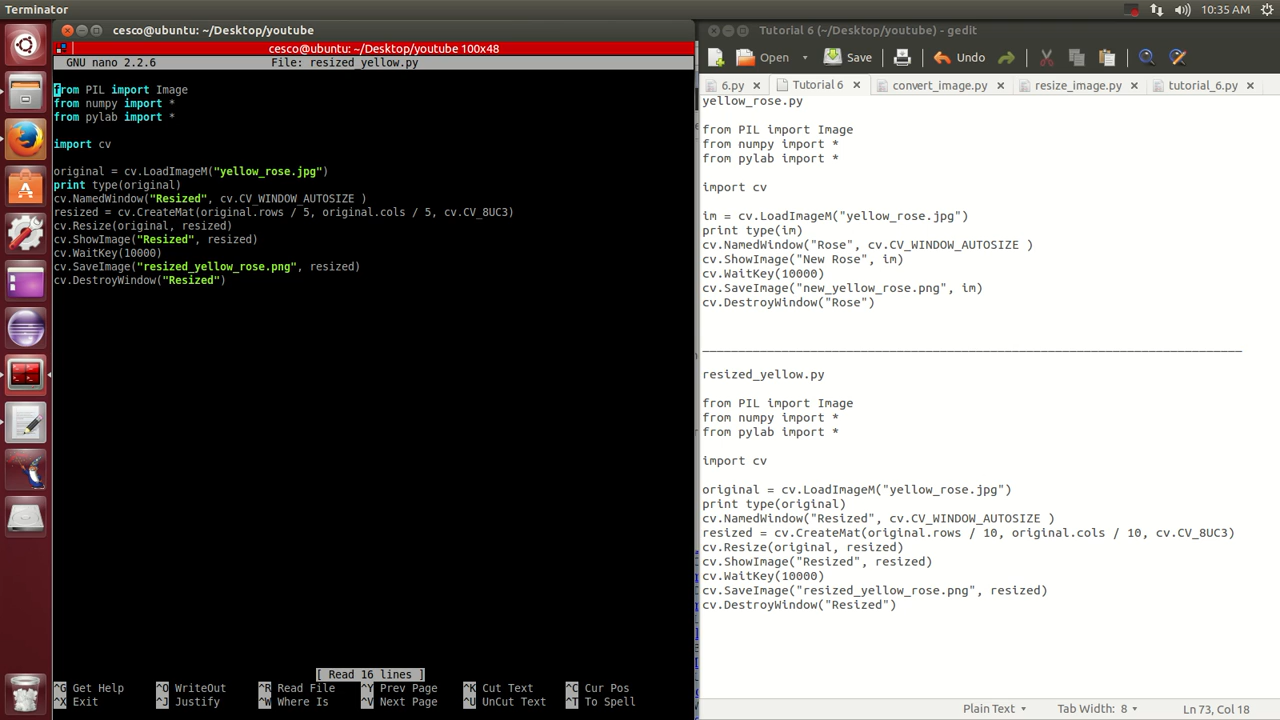 Terminator
10:35 AM
cesco@ubuntu: ~/Desktop/youtube
cesco@ubuntu: ~/Desktop/youtube 100x48
GNU nano 2.2.6 File: resized_yellow.py
from PIL import Image
from numpy import *
from pylab import *
import cv
original = cv.LoadImageM("yellow_rose.jpg")
print type(original)
cv.NamedWindow("Resized", cv.CV_WINDOW_AUTOSIZE )
resized = cv.CreateMat(original.rows / 5, original.cols / 5, cv.CV_8UC3)
cv.Resize(original, resized)
cv.ShowImage("Resized", resized)
cv.WaitKey(10000)
cv.SaveImage("resized_yellow_rose.png", resized)
cv.DestroyWindow("Resized")
[ Read 16 lines ]
^G Get Help ^O WriteOut ^R Read File ^Y Prev Page ^K Cut Text ^C Cur Pos
^X Exit ^J Justify ^W Where Is ^V Next Page ^U UnCut Text ^T To Spell
Tutorial 6 (~/Desktop/youtube) - gedit
Open Save Undo
6.py Tutorial 6 convert_image.py resize_image.py tutorial_6.py
yellow_rose.py
from PIL import Image
from numpy import *
from pylab import *
import cv
im = cv.LoadImageM("yellow_rose.jpg")
print type(im)
cv.NamedWindow("Rose", cv.CV_WINDOW_AUTOSIZE )
cv.ShowImage("New Rose", im)
cv.WaitKey(10000)
cv.SaveImage("new_yellow_rose.png", im)
cv.DestroyWindow("Rose")
resized_yellow.py
from PIL import Image
from numpy import *
from pylab import *
import cv
original = cv.LoadImageM("yellow_rose.jpg")
print type(original)
cv.NamedWindow("Resized", cv.CV_WINDOW_AUTOSIZE )
resized = cv.CreateMat(original.rows / 10, original.cols / 10, cv.CV_8UC3)
cv.Resize(original, resized)
cv.ShowImage("Resized", resized)
cv.WaitKey(10000)
cv.SaveImage("resized_yellow_rose.png", resized)
cv.DestroyWindow("Resized")
Plain Text Tab Width: 8 Ln 73, Col 18